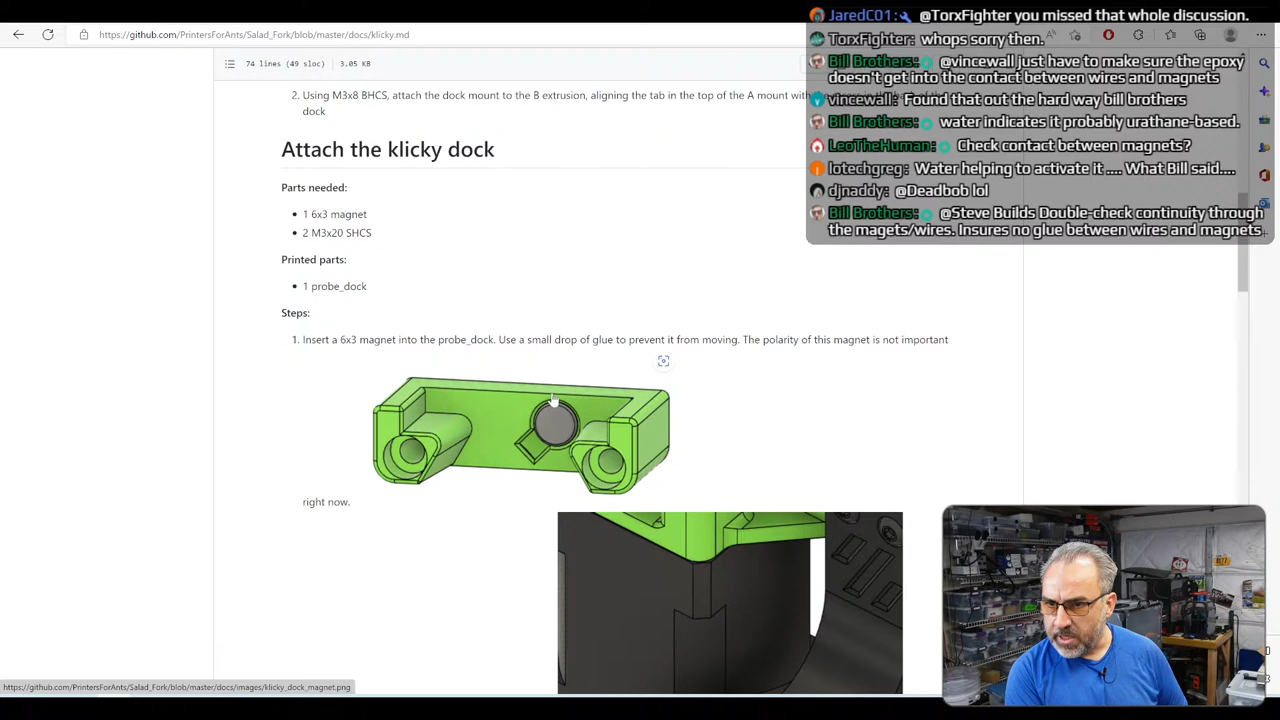 https://github.com/PrintersForAnts/Salad_Fork/blob/master/docs/klicky.md
74 lines (49 sloc)
3.05 KB
2. Using M3x8 BHCS, attach the dock mount to the B extrusion, aligning the tab in the top of the A mount with
dock
Attach the klicky dock
Parts needed:
1 6x3 magnet
2 M3x20 SHCS
Printed parts:
1 probe_dock
Steps:
1. Insert a 6x3 magnet into the probe_dock. Use a small drop of glue to prevent it from moving. The polarity of this magnet is not important
right now.
https://github.com/PrintersForAnts/Salad_Fork/blob/master/docs/images/klicky_dock_magnet.png
JaredC01: @TorxFighter you missed that whole discussion.
TorxFighter: whops sorry then.
Bill Brothers: @vincewall just have to make sure the epoxy
doesn't get into the contact between wires and magnets
vincewall: Found that out the hard way bill brothers
Bill Brothers: water indicates it probably urathane-based.
LeoTheHuman: Check contact between magnets?
lotechgreg: Water helping to activate it .... What Bill said....
djnaddy: @Deadbob lol
Bill Brothers: @Steve Builds Double-check continuity through
the magets/wires. Insures no glue between wires and magnets